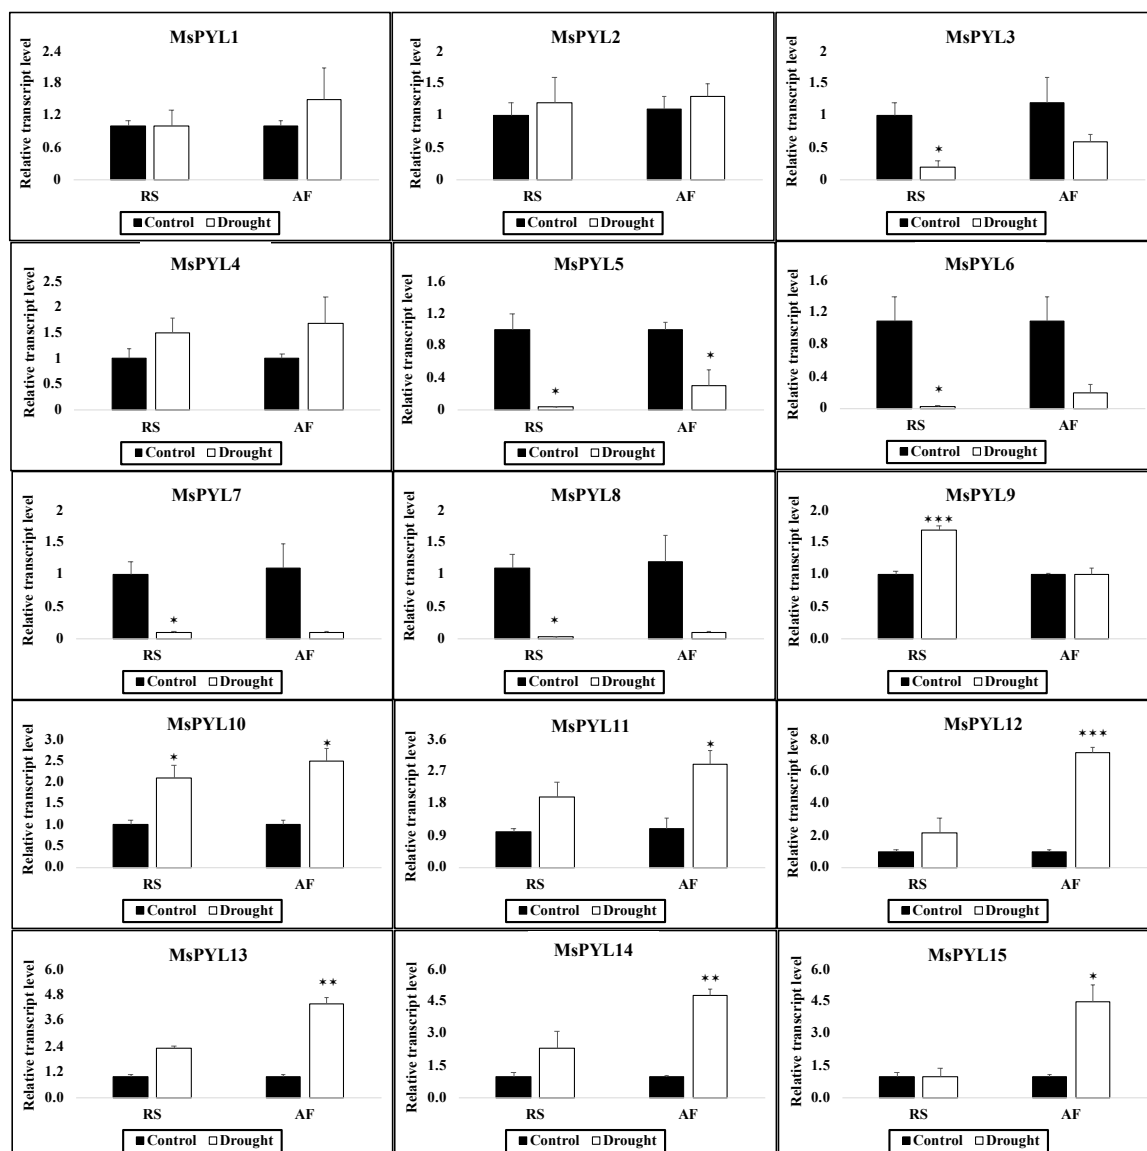 MsPYL1
Relative transcript level
2.4
1.8
1.2
0.6
0
RS AF
Control Drought
MsPYL2
Relative transcript level
2
1.5
1
0.5
0
RS AF
Control Drought
MsPYL3
Relative transcript level
2
1.5
1
0.5
0
*
RS AF
Control Drought
MsPYL4
Relative transcript level
2.5
2
1.5
1
0.5
0
RS AF
Control Drought
MsPYL5
Relative transcript level
1.6
1.2
0.8
0.4
0
* *
RS AF
Control Drought
MsPYL6
Relative transcript level
1.6
1.2
0.8
0.4
0
*
RS AF
Control Drought
MsPYL7
Relative transcript level
2
1.5
1
0.5
0
*
RS AF
Control Drought
MsPYL8
Relative transcript level
2
1.5
1
0.5
0
*
RS AF
Control Drought
MsPYL9
Relative transcript level
2.0
1.5
1.0
0.5
0.0
***
RS AF
Control Drought
MsPYL10
Relative transcript level
3.0
2.5
2.0
1.5
1.0
0.5
0.0
* *
RS AF
Control Drought
MsPYL11
Relative transcript level
3.6
2.7
1.8
0.9
0.0
*
RS AF
Control Drought
MsPYL12
Relative transcript level
8.0
6.0
4.0
2.0
0.0
***
RS AF
Control Drought
MsPYL13
Relative transcript level
6.0
4.8
3.6
2.4
1.2
0.0
**
RS AF
Control Drought
MsPYL14
Relative transcript level
6.0
4.5
3.0
1.5
0.0
**
RS AF
Control Drought
MsPYL15
Relative transcript level
6.0
4.5
3.0
1.5
0.0
*
RS AF
Control Drought